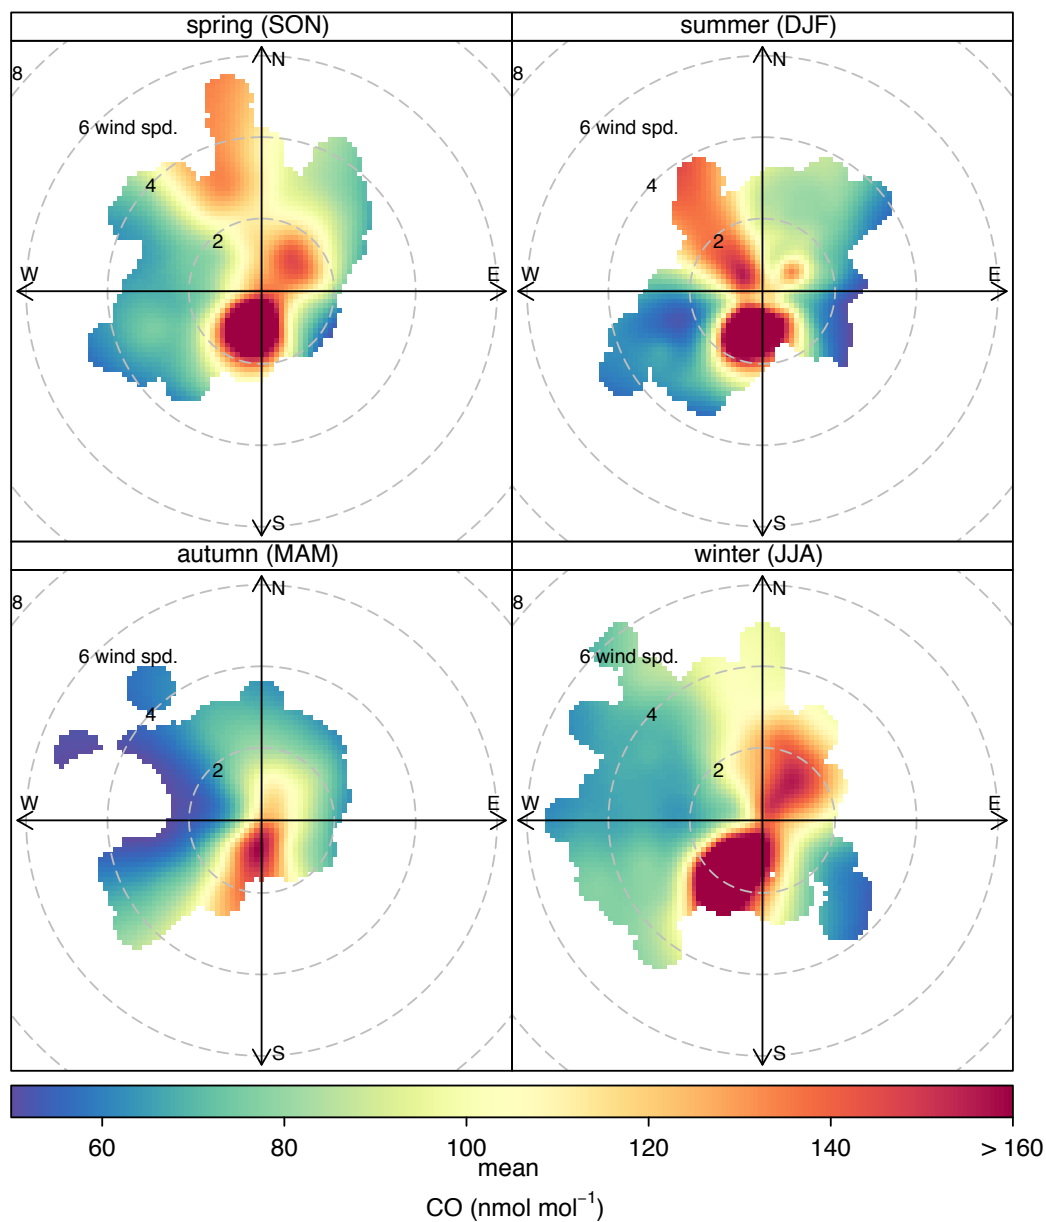 spring (SON)
summer (DJF)
8
N
6 wind spd.
4
2
W
E
S
N
6 wind spd.
4
2
W
E
S
autumn (MAM)
winter (JJA)
8
N
6 wind spd.
4
2
W
E
S
8
N
6 wind spd.
4
2
W
E
S
60 80 100 120 140 > 160
mean
CO (nmol mol⁻¹)